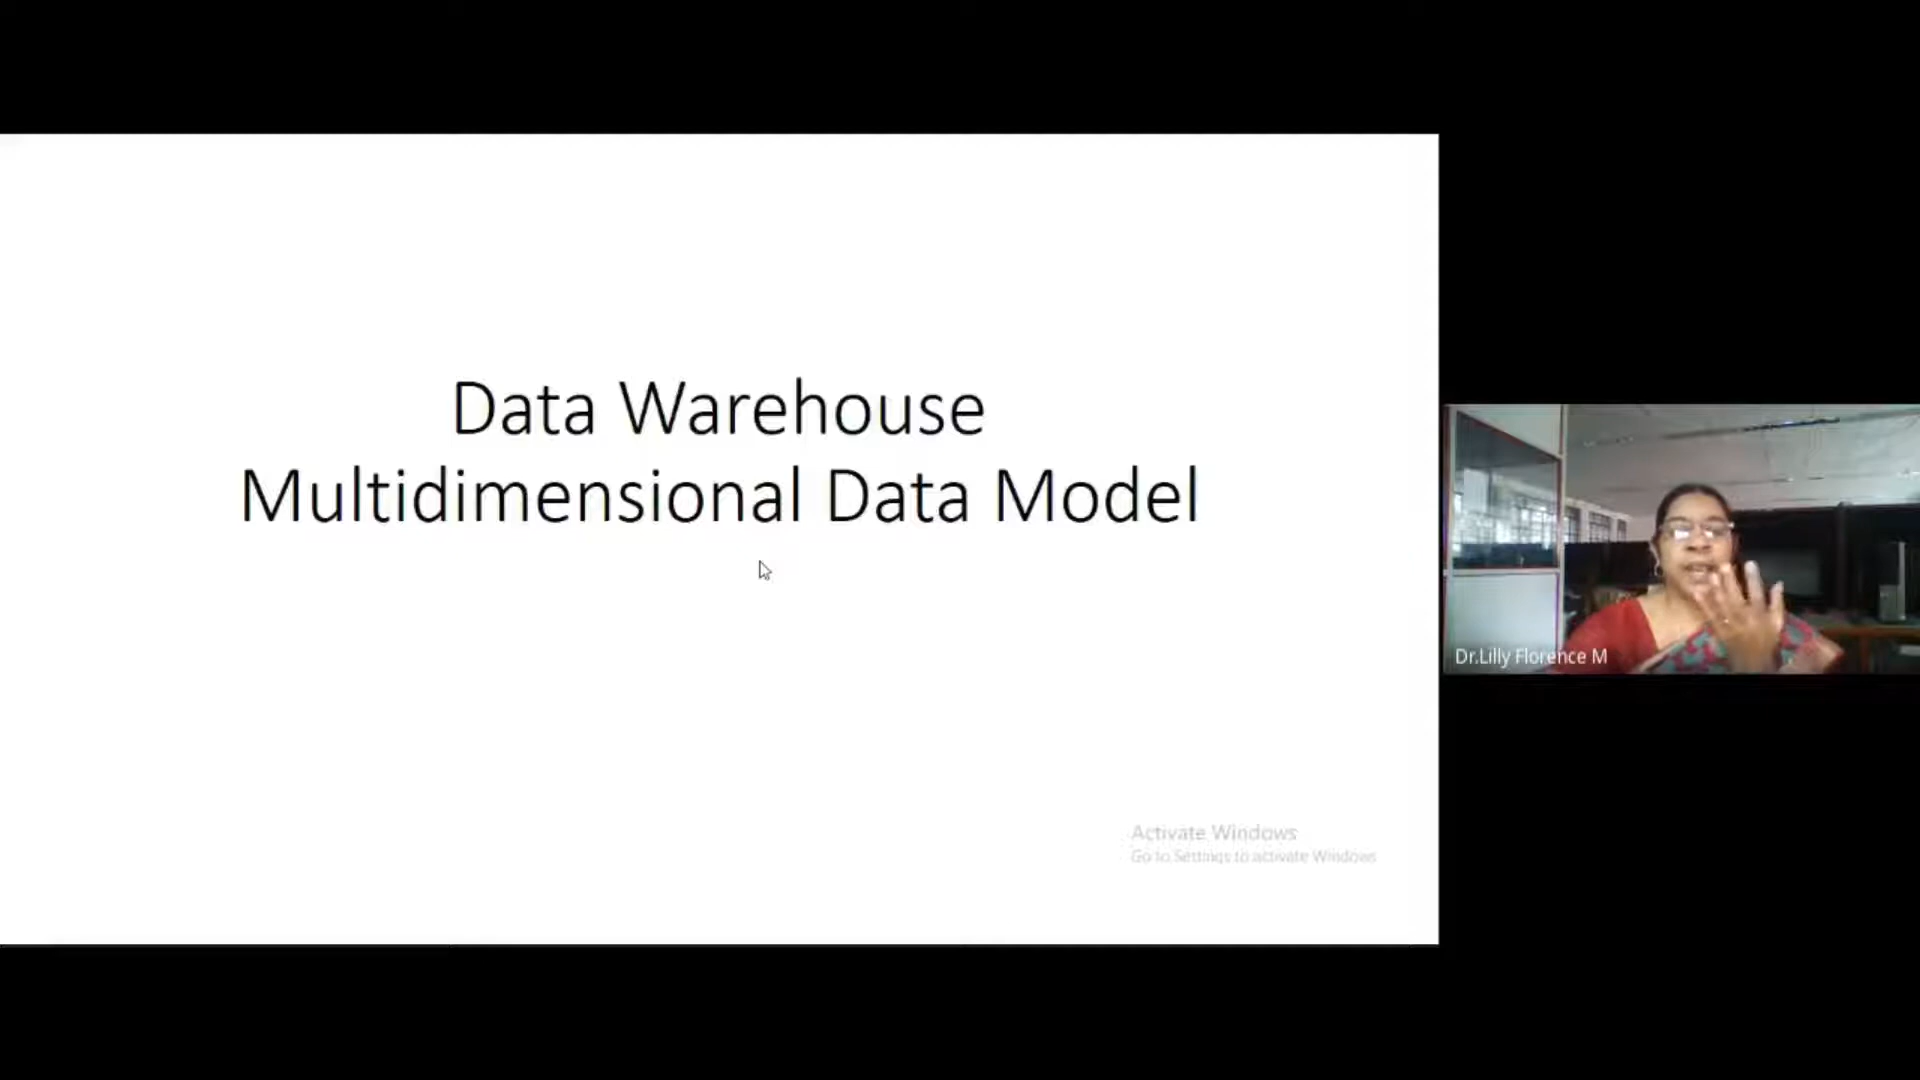 Data Warehouse
Multidimensional Data Model
Dr.Lilly Florence M
Activate Windows
Go to Settings to activate Windows